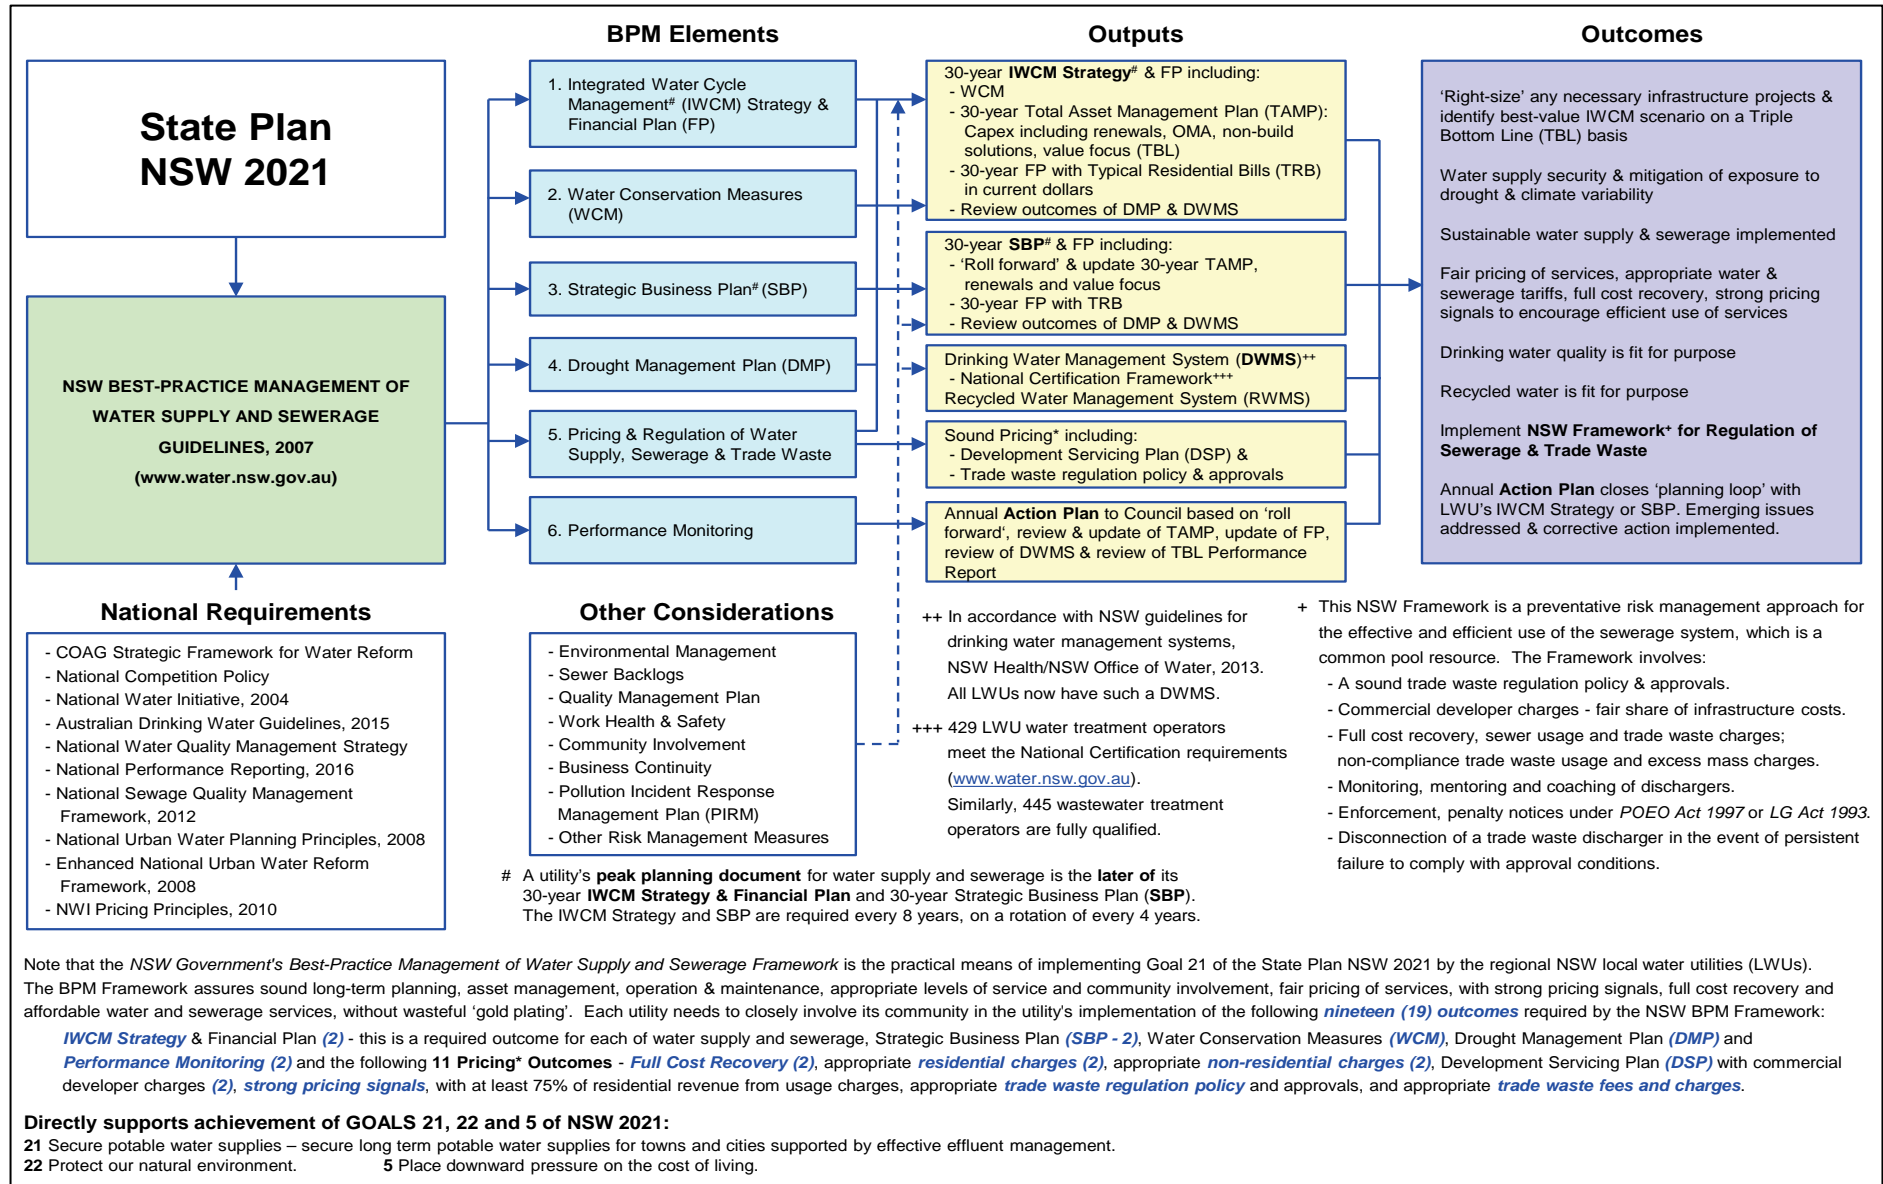 State Plan
NSW 2021
NSW BEST-PRACTICE MANAGEMENT OF
WATER SUPPLY AND SEWERAGE
GUIDELINES, 2007
(www.water.nsw.gov.au)
National Requirements
- COAG Strategic Framework for Water Reform
- National Competition Policy
- National Water Initiative, 2004
- Australian Drinking Water Guidelines, 2015
- National Water Quality Management Strategy
- National Performance Reporting, 2016
- National Sewage Quality Management
Framework, 2012
- National Urban Water Planning Principles, 2008
- Enhanced National Urban Water Reform
Framework, 2008
- NWI Pricing Principles, 2010
BPM Elements
1. Integrated Water Cycle
Management# (IWCM) Strategy &
Financial Plan (FP)
2. Water Conservation Measures
(WCM)
3. Strategic Business Plan# (SBP)
4. Drought Management Plan (DMP)
5. Pricing & Regulation of Water
Supply, Sewerage & Trade Waste
6. Performance Monitoring
Other Considerations
- Environmental Management
- Sewer Backlogs
- Quality Management Plan
- Work Health & Safety
- Community Involvement
- Business Continuity
- Pollution Incident Response
Management Plan (PIRM)
- Other Risk Management Measures
Outputs
30-year IWCM Strategy# & FP including:
- WCM
- 30-year Total Asset Management Plan (TAMP):
Capex including renewals, OMA, non-build
solutions, value focus (TBL)
- 30-year FP with Typical Residential Bills (TRB)
in current dollars
- Review outcomes of DMP & DWMS
30-year SBP# & FP including:
- ‘Roll forward’ & update 30-year TAMP,
renewals and value focus
- 30-year FP with TRB
- Review outcomes of DMP & DWMS
Drinking Water Management System (DWMS)++
- National Certification Framework+++
Recycled Water Management System (RWMS)
Sound Pricing* including:
- Development Servicing Plan (DSP) &
- Trade waste regulation policy & approvals
Annual Action Plan to Council based on ‘roll
forward‘, review & update of TAMP, update of FP,
review of DWMS & review of TBL Performance
Report
Outcomes
‘Right-size’ any necessary infrastructure projects &
identify best-value IWCM scenario on a Triple
Bottom Line (TBL) basis
Water supply security & mitigation of exposure to
drought & climate variability
Sustainable water supply & sewerage implemented
Fair pricing of services, appropriate water &
sewerage tariffs, full cost recovery, strong pricing
signals to encourage efficient use of services
Drinking water quality is fit for purpose
Recycled water is fit for purpose
Implement NSW Framework+ for Regulation of
Sewerage & Trade Waste
Annual Action Plan closes ‘planning loop’ with
LWU’s IWCM Strategy or SBP. Emerging issues
addressed & corrective action implemented.
++ In accordance with NSW guidelines for
drinking water management systems,
NSW Health/NSW Office of Water, 2013.
All LWUs now have such a DWMS.
+++ 429 LWU water treatment operators
meet the National Certification requirements
(www.water.nsw.gov.au).
Similarly, 445 wastewater treatment
operators are fully qualified.
+ This NSW Framework is a preventative risk management approach for
the effective and efficient use of the sewerage system, which is a
common pool resource. The Framework involves:
- A sound trade waste regulation policy & approvals.
- Commercial developer charges - fair share of infrastructure costs.
- Full cost recovery, sewer usage and trade waste charges;
non-compliance trade waste usage and excess mass charges.
- Monitoring, mentoring and coaching of dischargers.
- Enforcement, penalty notices under POEO Act 1997 or LG Act 1993.
- Disconnection of a trade waste discharger in the event of persistent
failure to comply with approval conditions.
# A utility’s peak planning document for water supply and sewerage is the later of its
30-year IWCM Strategy & Financial Plan and 30-year Strategic Business Plan (SBP).
The IWCM Strategy and SBP are required every 8 years, on a rotation of every 4 years.
Note that the NSW Government's Best-Practice Management of Water Supply and Sewerage Framework is the practical means of implementing Goal 21 of the State Plan NSW 2021 by the regional NSW local water utilities (LWUs).
The BPM Framework assures sound long-term planning, asset management, operation & maintenance, appropriate levels of service and community involvement, fair pricing of services, with strong pricing signals, full cost recovery and
affordable water and sewerage services, without wasteful 'gold plating'. Each utility needs to closely involve its community in the utility's implementation of the following nineteen (19) outcomes required by the NSW BPM Framework:
IWCM Strategy & Financial Plan (2) - this is a required outcome for each of water supply and sewerage, Strategic Business Plan (SBP - 2), Water Conservation Measures (WCM), Drought Management Plan (DMP) and
Performance Monitoring (2) and the following 11 Pricing* Outcomes - Full Cost Recovery (2), appropriate residential charges (2), appropriate non-residential charges (2), Development Servicing Plan (DSP) with commercial
developer charges (2), strong pricing signals, with at least 75% of residential revenue from usage charges, appropriate trade waste regulation policy and approvals, and appropriate trade waste fees and charges.
Directly supports achievement of GOALS 21, 22 and 5 of NSW 2021:
21 Secure potable water supplies – secure long term potable water supplies for towns and cities supported by effective effluent management.
22 Protect our natural environment. 5 Place downward pressure on the cost of living.